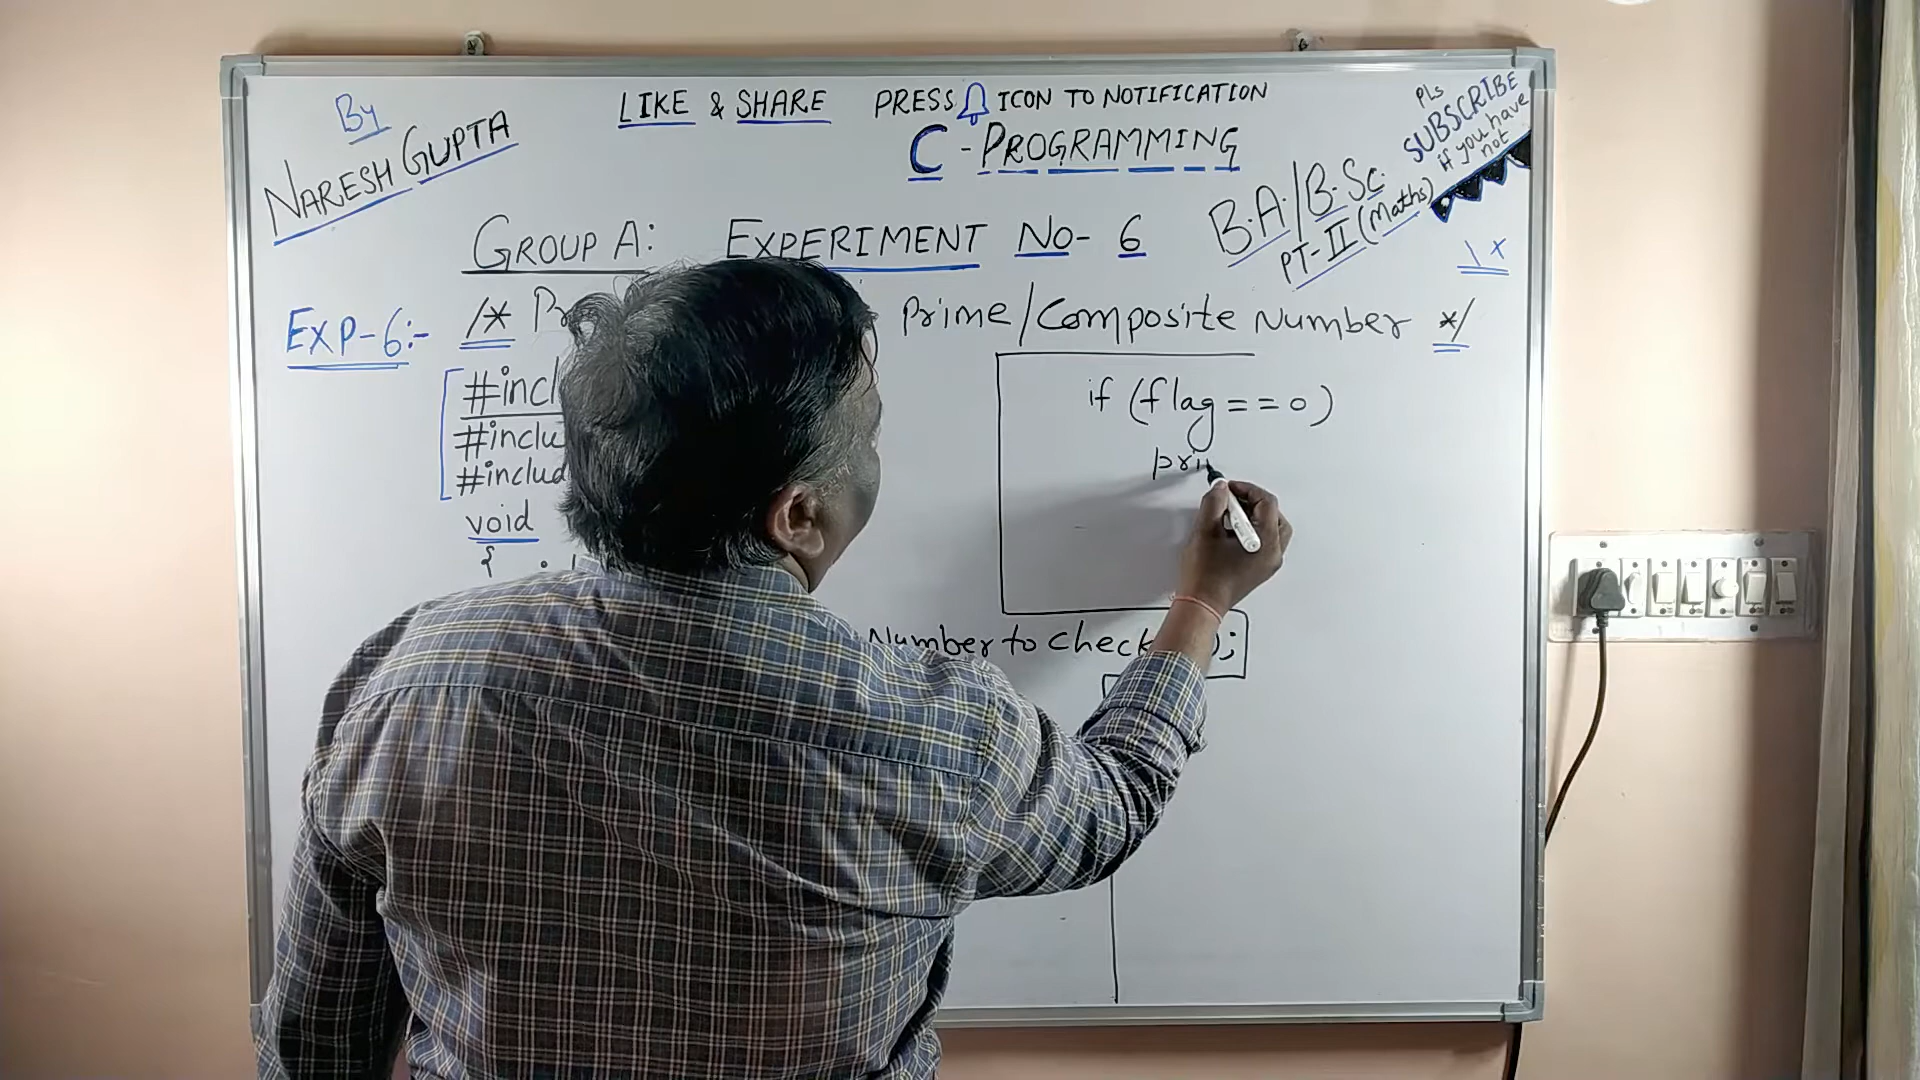 By
NARESH GUPTA
LIKE & SHARE PRESS ICON TO NOTIFICATION
C - PROGRAMMING
PLS
SUBSCRIBE
if you have
not
B.A./B.Sc.
PT-II (Maths)
GROUP A: EXPERIMENT NO- 6
EXP-6:- /* Prime/Composite Number */
if (flag==0)
pri
#incl
#inclu
#includ
void
{
Number to check
);